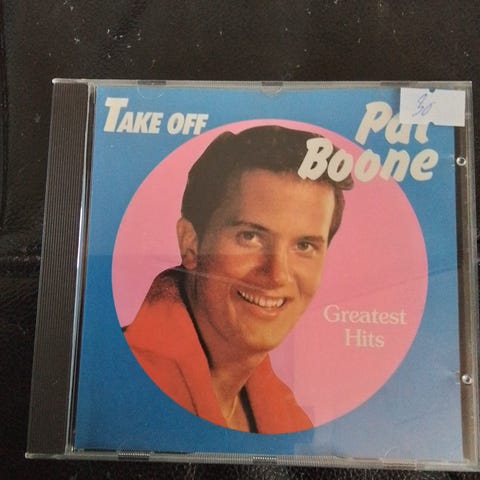 TAKE OFF
Pat
Boone
Greatest
Hits